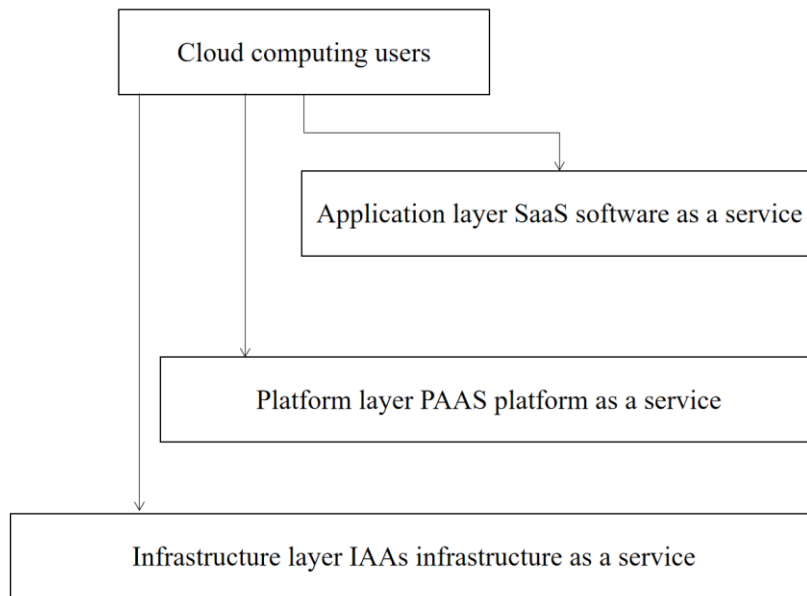 Cloud computing users
Application layer SaaS software as a service
Platform layer PAAS platform as a service
Infrastructure layer IAAs infrastructure as a service